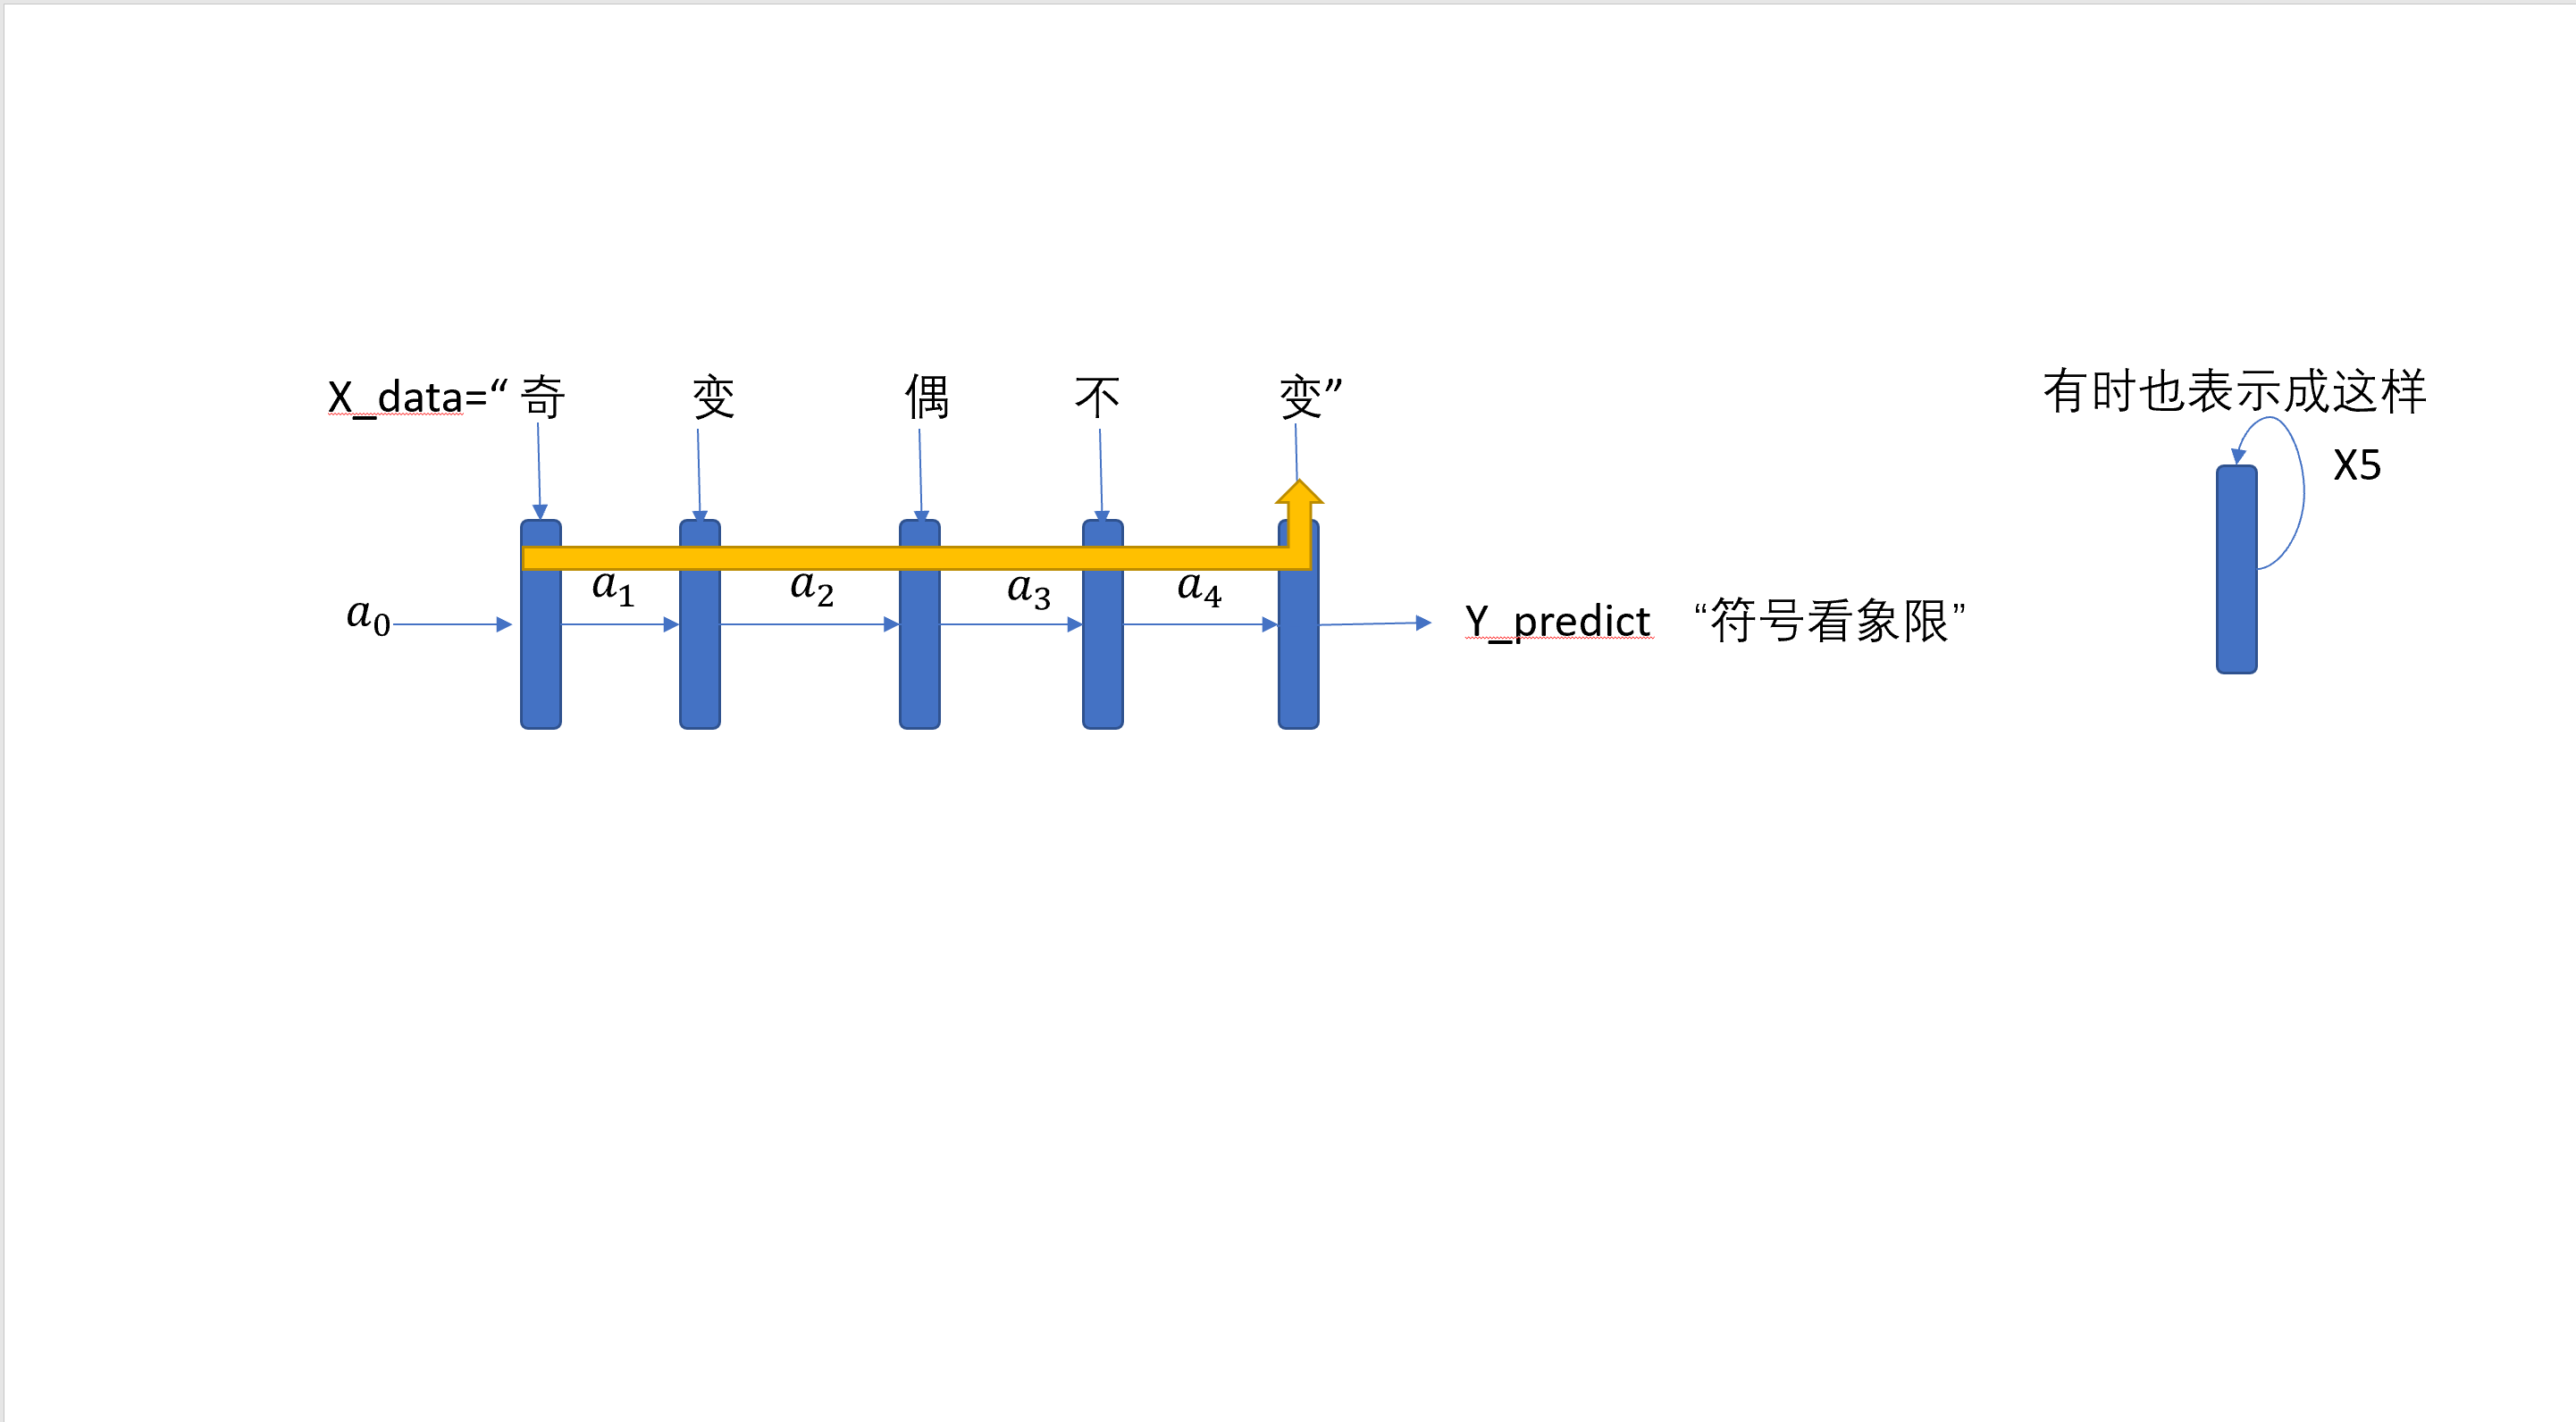 X_data=“ 奇 变 偶 不 变”
有时也表示成这样
X5
a₀ a₁ a₂ a₃ a₄
Y_predict “符号看象限”